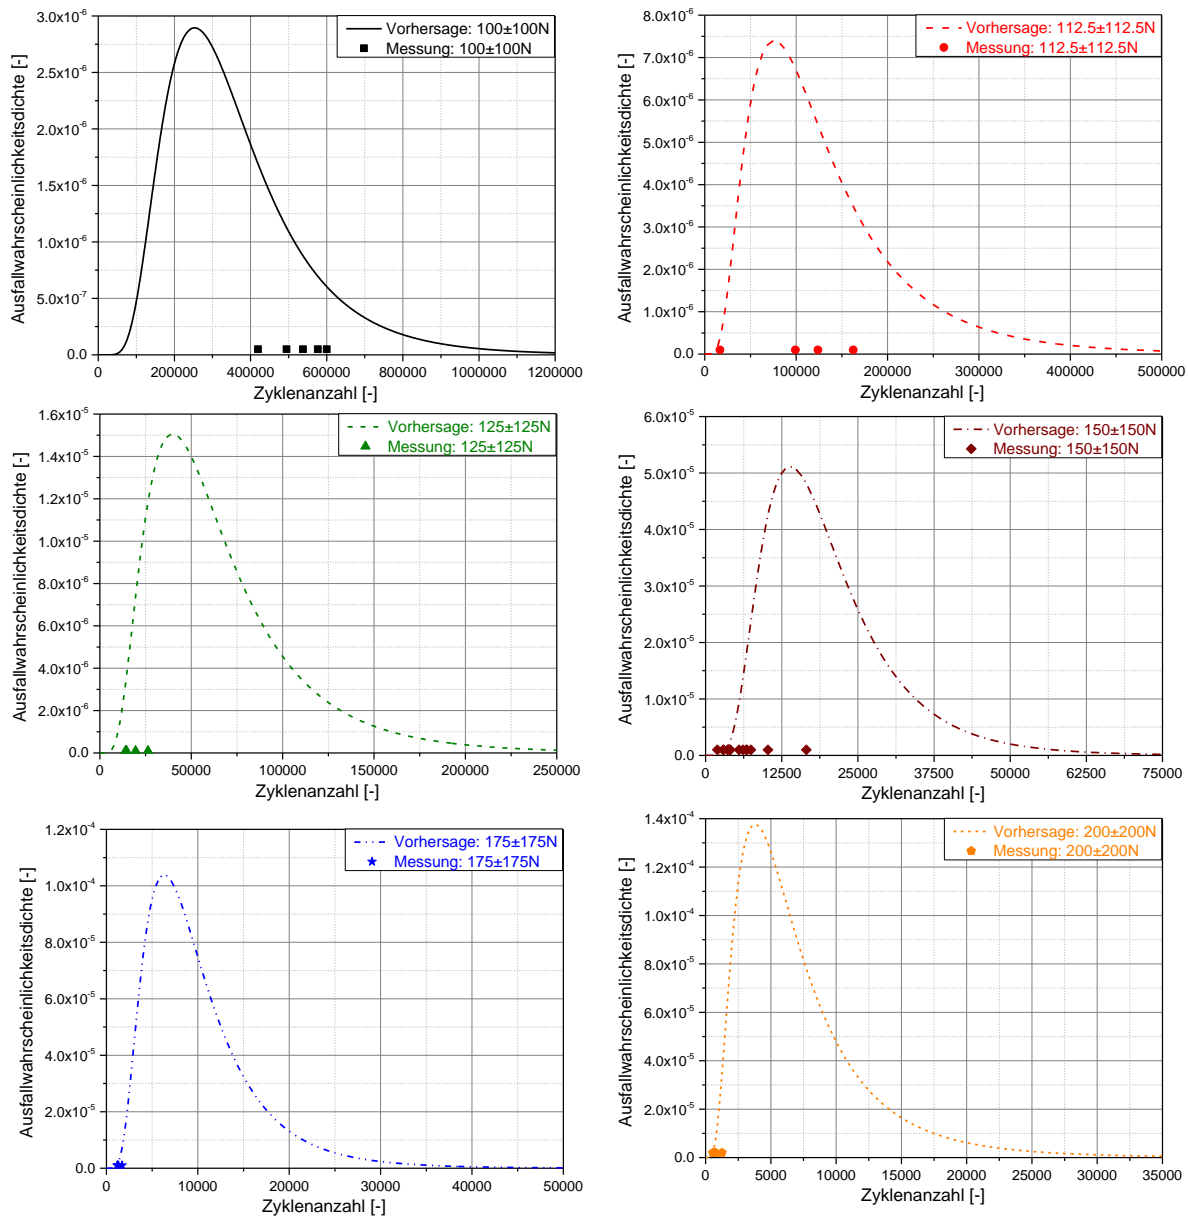 Ausfallwahrscheinlichkeitsdichte [-]
3.0x10⁻⁶
2.5x10⁻⁶
2.0x10⁻⁶
1.5x10⁻⁶
1.0x10⁻⁶
5.0x10⁻⁷
0.0
Vorhersage: 100±100N
Messung: 100±100N
0 200000 400000 600000 800000 1000000 1200000
Zyklenanzahl [-]
Ausfallwahrscheinlichkeitsdichte [-]
8.0x10⁻⁶
7.0x10⁻⁶
6.0x10⁻⁶
5.0x10⁻⁶
4.0x10⁻⁶
3.0x10⁻⁶
2.0x10⁻⁶
1.0x10⁻⁶
0.0
Vorhersage: 112.5±112.5N
Messung: 112.5±112.5N
0 100000 200000 300000 400000 500000
Zyklenanzahl [-]
Ausfallwahrscheinlichkeitsdichte [-]
1.6x10⁻⁵
1.4x10⁻⁵
1.2x10⁻⁵
1.0x10⁻⁵
8.0x10⁻⁶
6.0x10⁻⁶
4.0x10⁻⁶
2.0x10⁻⁶
0.0
Vorhersage: 125±125N
Messung: 125±125N
0 50000 100000 150000 200000 250000
Zyklenanzahl [-]
Ausfallwahrscheinlichkeitsdichte [-]
6.0x10⁻⁵
5.0x10⁻⁵
4.0x10⁻⁵
3.0x10⁻⁵
2.0x10⁻⁵
1.0x10⁻⁵
0.0
Vorhersage: 150±150N
Messung: 150±150N
0 12500 25000 37500 50000 62500 75000
Zyklenanzahl [-]
Ausfallwahrscheinlichkeitsdichte [-]
1.2x10⁻⁴
1.0x10⁻⁴
8.0x10⁻⁵
6.0x10⁻⁵
4.0x10⁻⁵
2.0x10⁻⁵
0.0
Vorhersage: 175±175N
Messung: 175±175N
0 10000 20000 30000 40000 50000
Zyklenanzahl [-]
Ausfallwahrscheinlichkeitsdichte [-]
1.4x10⁻⁴
1.2x10⁻⁴
1.0x10⁻⁴
8.0x10⁻⁵
6.0x10⁻⁵
4.0x10⁻⁵
2.0x10⁻⁵
0.0
Vorhersage: 200±200N
Messung: 200±200N
0 5000 10000 15000 20000 25000 30000 35000
Zyklenanzahl [-]